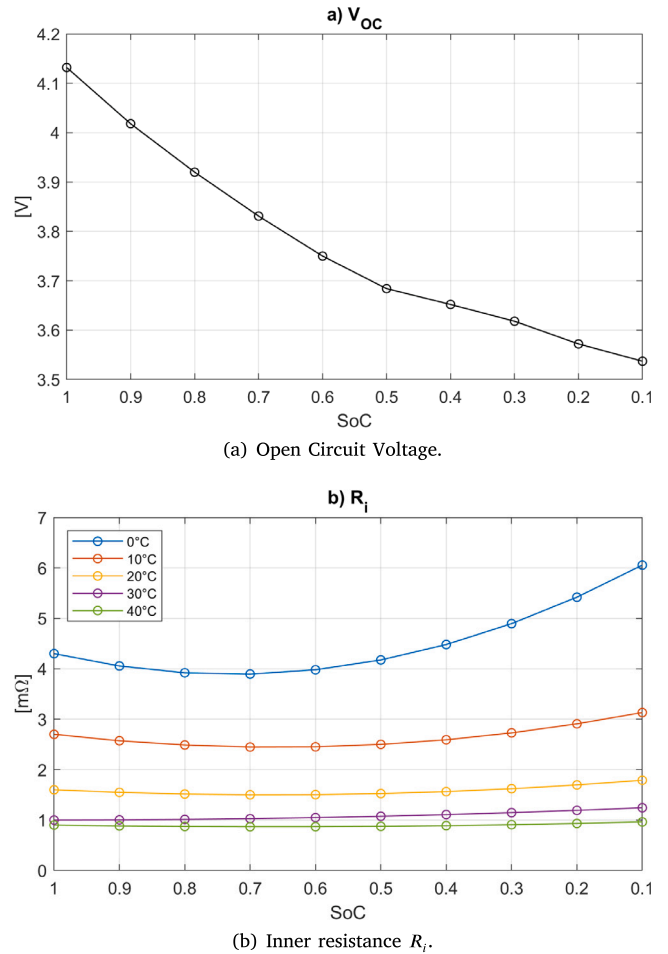 a) V_OC
4.2
4.1
4
3.9
3.8
3.7
3.6
3.5
[V]
1 0.9 0.8 0.7 0.6 0.5 0.4 0.3 0.2 0.1
SoC
(a) Open Circuit Voltage.
b) R_i
7
6
5
4
3
2
1
0
[mΩ]
0°C
10°C
20°C
30°C
40°C
1 0.9 0.8 0.7 0.6 0.5 0.4 0.3 0.2 0.1
SoC
(b) Inner resistance R_i.